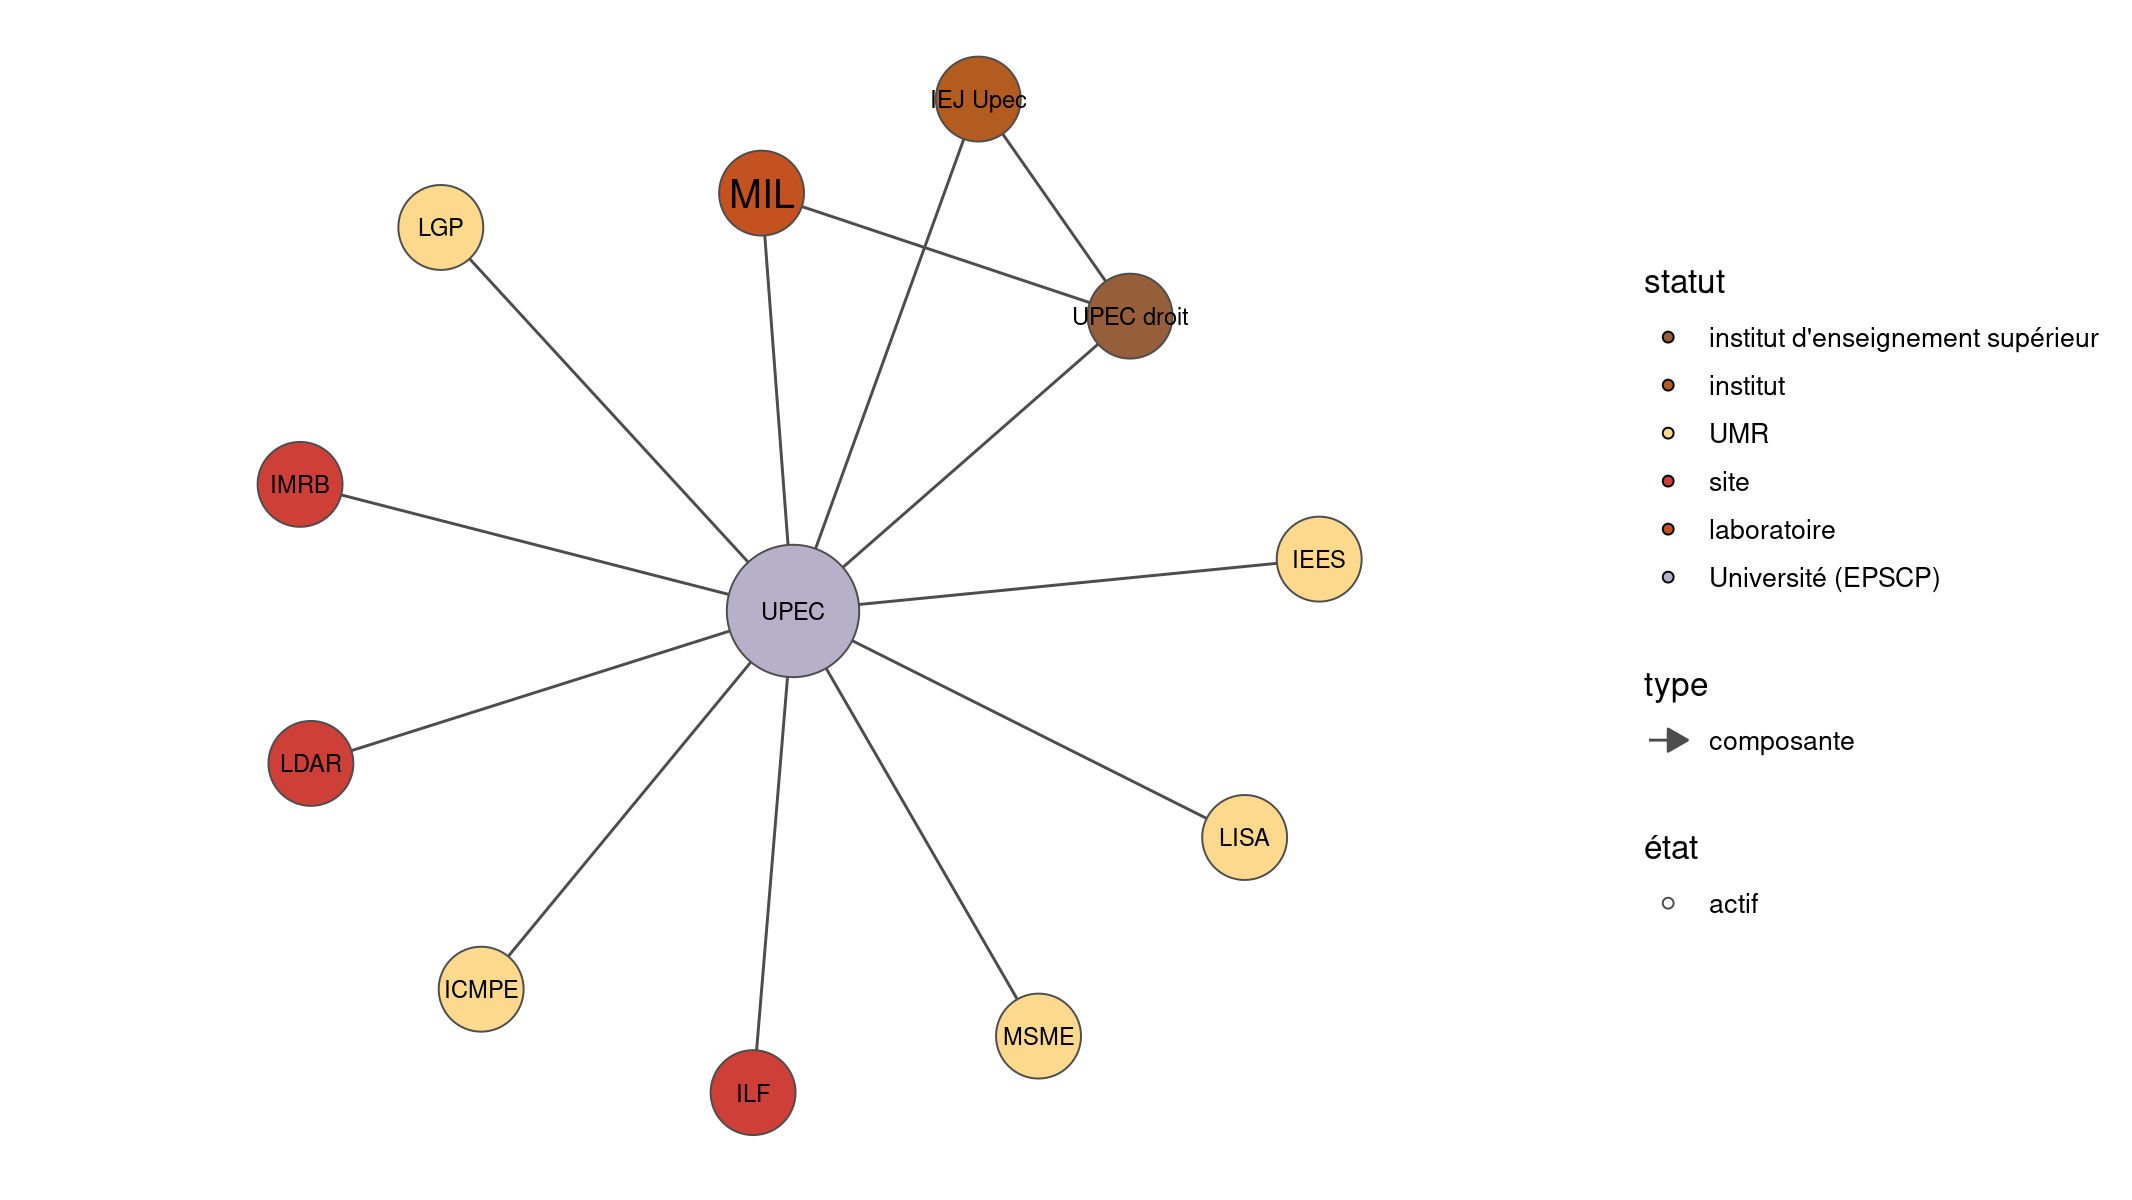 IEJ Upec
MIL
LGP
UPEC droit
IMRB
IEES
UPEC
LDAR
LISA
ICMPE
MSME
ILF
statut
institut d'enseignement supérieur
institut
UMR
site
laboratoire
Université (EPSCP)
type
composante
état
actif